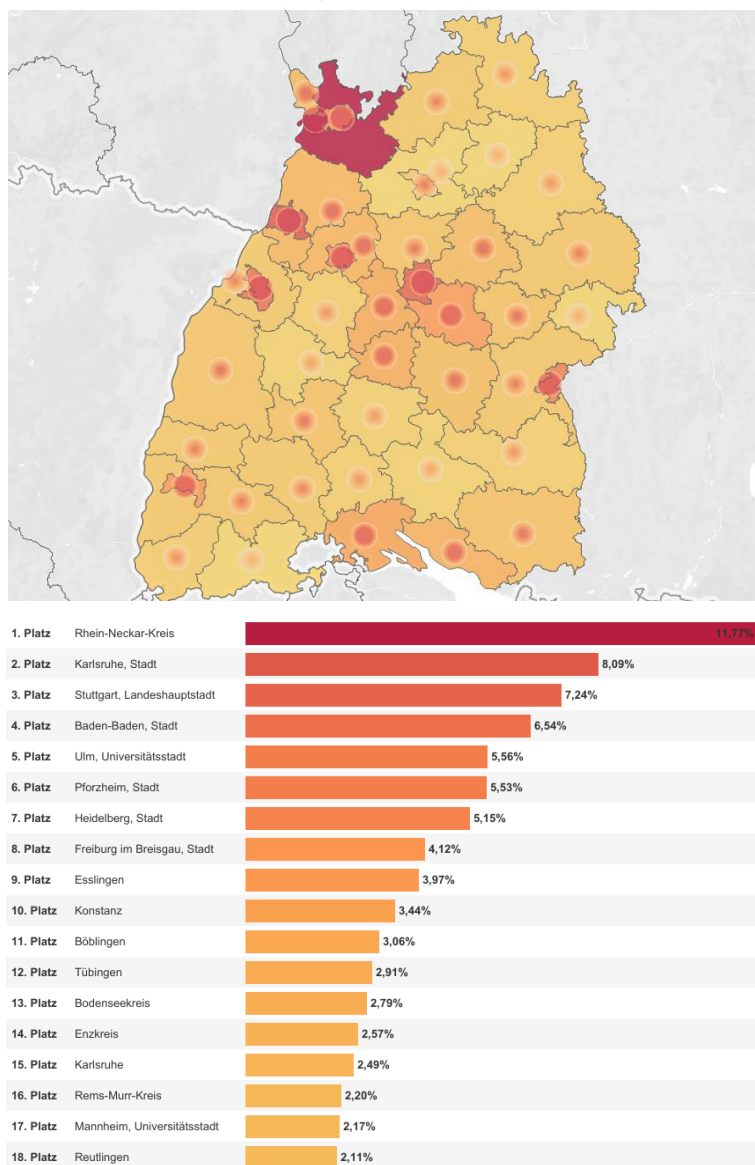 1. Platz Rhein-Neckar-Kreis 11,77%
2. Platz Karlsruhe, Stadt 8,09%
3. Platz Stuttgart, Landeshauptstadt 7,24%
4. Platz Baden-Baden, Stadt 6,54%
5. Platz Ulm, Universitätsstadt 5,56%
6. Platz Pforzheim, Stadt 5,53%
7. Platz Heidelberg, Stadt 5,15%
8. Platz Freiburg im Breisgau, Stadt 4,12%
9. Platz Esslingen 3,97%
10. Platz Konstanz 3,44%
11. Platz Böblingen 3,06%
12. Platz Tübingen 2,91%
13. Platz Bodenseekreis 2,79%
14. Platz Enzkreis 2,57%
15. Platz Karlsruhe 2,49%
16. Platz Rems-Murr-Kreis 2,20%
17. Platz Mannheim, Universitätsstadt 2,17%
18. Platz Reutlingen 2,11%